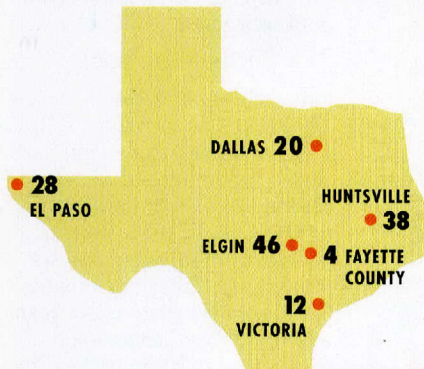 DALLAS 20
28
EL PASO
HUNTSVILLE
38
ELGIN 46
4 FAYETTE
COUNTY
12
VICTORIA